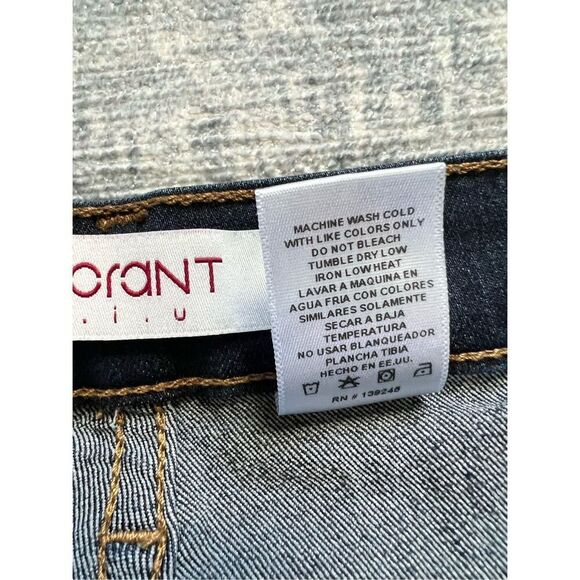 orant
.i.u
MACHINE WASH COLD
WITH LIKE COLORS ONLY
DO NOT BLEACH
TUMBLE DRY LOW
IRON LOW HEAT
LAVAR A MAQUINA EN
AGUA FRIA CON COLORES
SIMILARES SOLAMENTE
SECAR A BAJA
TEMPERATURA
NO USAR BLANQUEADOR
PLANCHA TIBIA
HECHO EN EE.UU.
RN # 139245